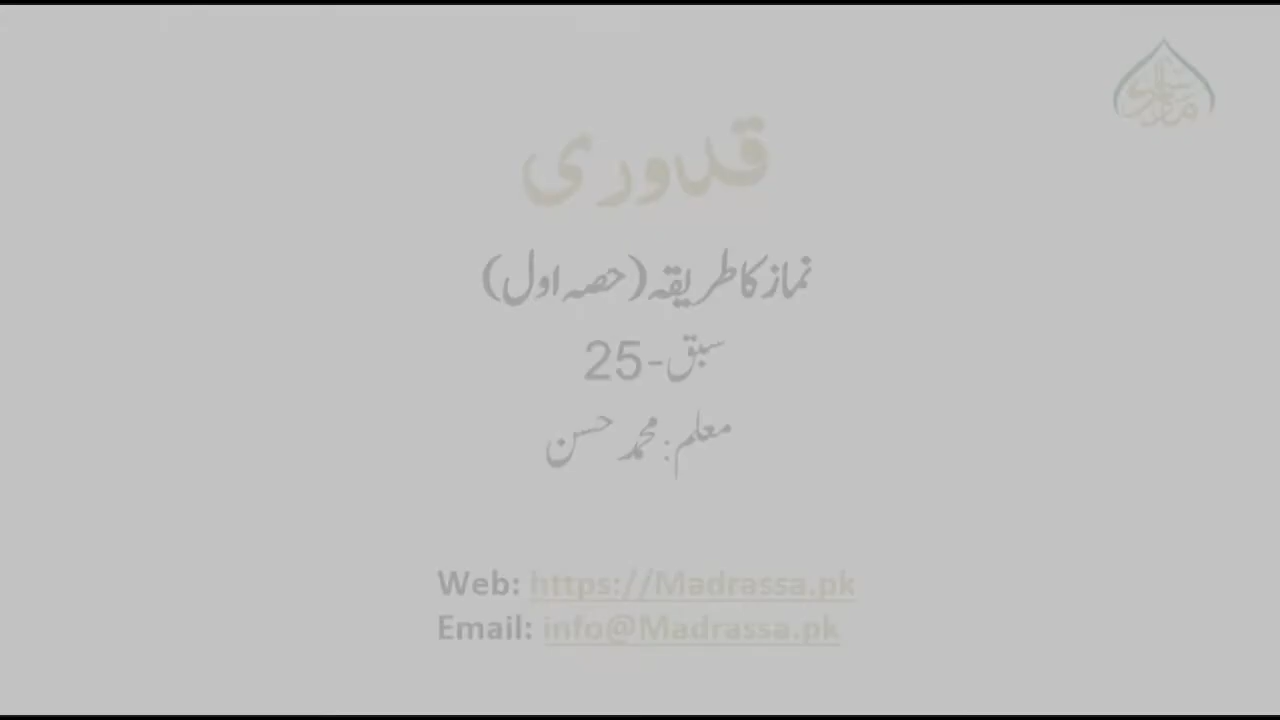 قدوری
نماز کا طریقہ (حصہ اول)
سبق-25
معلم: محمد حسن
Web: https://Madrassa.pk
Email: info@Madrassa.pk